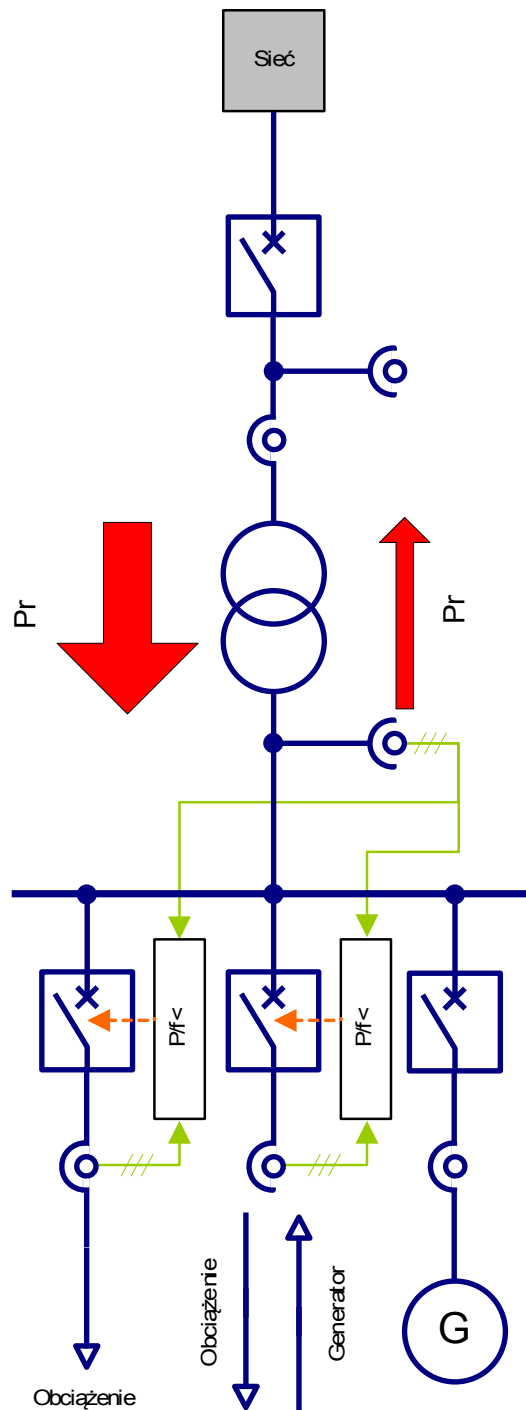 Sieć
Pr
Pr
P/f <
P/f <
Obciążenie
Generator
G
Obciążenie